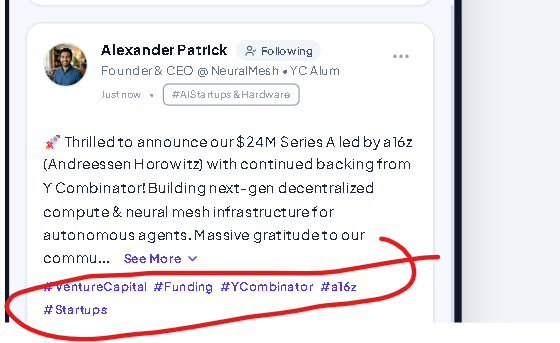 Alexander Patrick Following
Founder & CEO @ NeuralMesh • YC Alum
Just now • #AIStartups & Hardware
🚀 Thrilled to announce our $24M Series A led by a16z
(Andreessen Horowitz) with continued backing from
Y Combinator! Building next-gen decentralized
compute & neural mesh infrastructure for
autonomous agents. Massive gratitude to our
commu... See More
#VentureCapital #Funding #YCombinator #a16z
#Startups